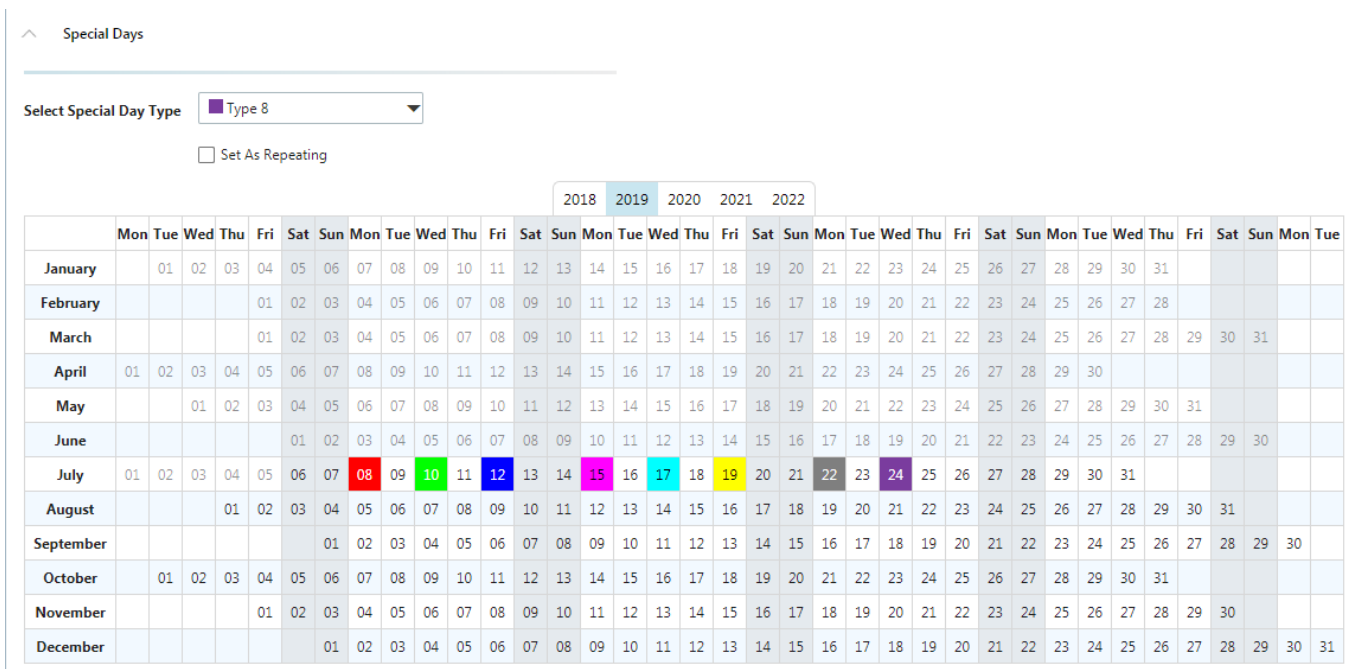 Special Days
Select Special Day Type Type 8
Set As Repeating
2018 2019 2020 2021 2022
Mon Tue Wed Thu Fri Sat Sun Mon Tue Wed Thu Fri Sat Sun Mon Tue Wed Thu Fri Sat Sun Mon Tue Wed Thu Fri Sat Sun Mon Tue Wed Thu Fri Sat Sun Mon Tue
January 01 02 03 04 05 06 07 08 09 10 11 12 13 14 15 16 17 18 19 20 21 22 23 24 25 26 27 28 29 30 31
February 01 02 03 04 05 06 07 08 09 10 11 12 13 14 15 16 17 18 19 20 21 22 23 24 25 26 27 28
March 01 02 03 04 05 06 07 08 09 10 11 12 13 14 15 16 17 18 19 20 21 22 23 24 25 26 27 28 29 30 31
April 01 02 03 04 05 06 07 08 09 10 11 12 13 14 15 16 17 18 19 20 21 22 23 24 25 26 27 28 29 30
May 01 02 03 04 05 06 07 08 09 10 11 12 13 14 15 16 17 18 19 20 21 22 23 24 25 26 27 28 29 30 31
June 01 02 03 04 05 06 07 08 09 10 11 12 13 14 15 16 17 18 19 20 21 22 23 24 25 26 27 28 29 30
July 01 02 03 04 05 06 07 08 09 10 11 12 13 14 15 16 17 18 19 20 21 22 23 24 25 26 27 28 29 30 31
August 01 02 03 04 05 06 07 08 09 10 11 12 13 14 15 16 17 18 19 20 21 22 23 24 25 26 27 28 29 30 31
September 01 02 03 04 05 06 07 08 09 10 11 12 13 14 15 16 17 18 19 20 21 22 23 24 25 26 27 28 29 30
October 01 02 03 04 05 06 07 08 09 10 11 12 13 14 15 16 17 18 19 20 21 22 23 24 25 26 27 28 29 30 31
November 01 02 03 04 05 06 07 08 09 10 11 12 13 14 15 16 17 18 19 20 21 22 23 24 25 26 27 28 29 30
December 01 02 03 04 05 06 07 08 09 10 11 12 13 14 15 16 17 18 19 20 21 22 23 24 25 26 27 28 29 30 31